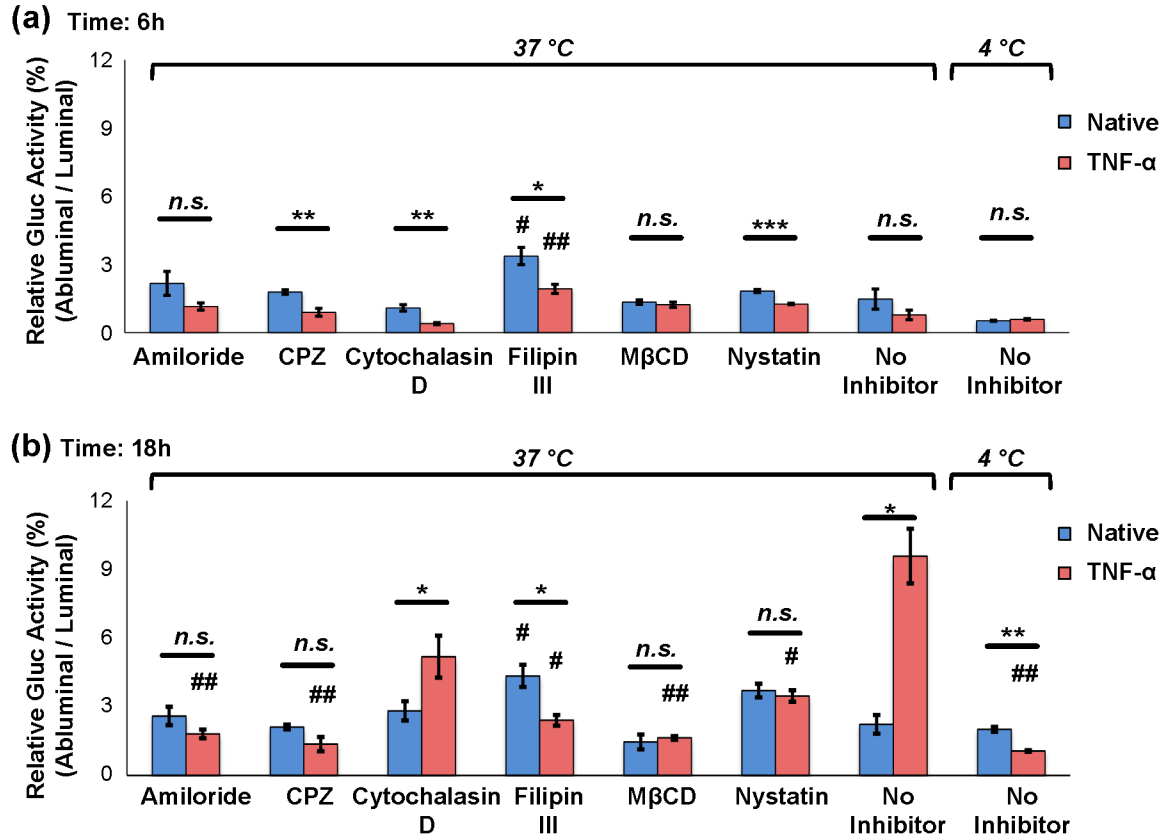 (a) Time: 6h
37 °C 4 °C
Relative Gluc Activity (%)
(Abluminal / Luminal)
12
9
6
3
0
Native
TNF-α
n.s. ** ** * n.s. *** n.s. n.s.
# ##
Amiloride CPZ Cytochalasin D Filipin III MβCD Nystatin No Inhibitor No Inhibitor
(b) Time: 18h
37 °C 4 °C
Relative Gluc Activity (%)
(Abluminal / Luminal)
12
9
6
3
0
Native
TNF-α
n.s. n.s. * * n.s. n.s. * **
## ## # # ## # ##
Amiloride CPZ Cytochalasin D Filipin III MβCD Nystatin No Inhibitor No Inhibitor